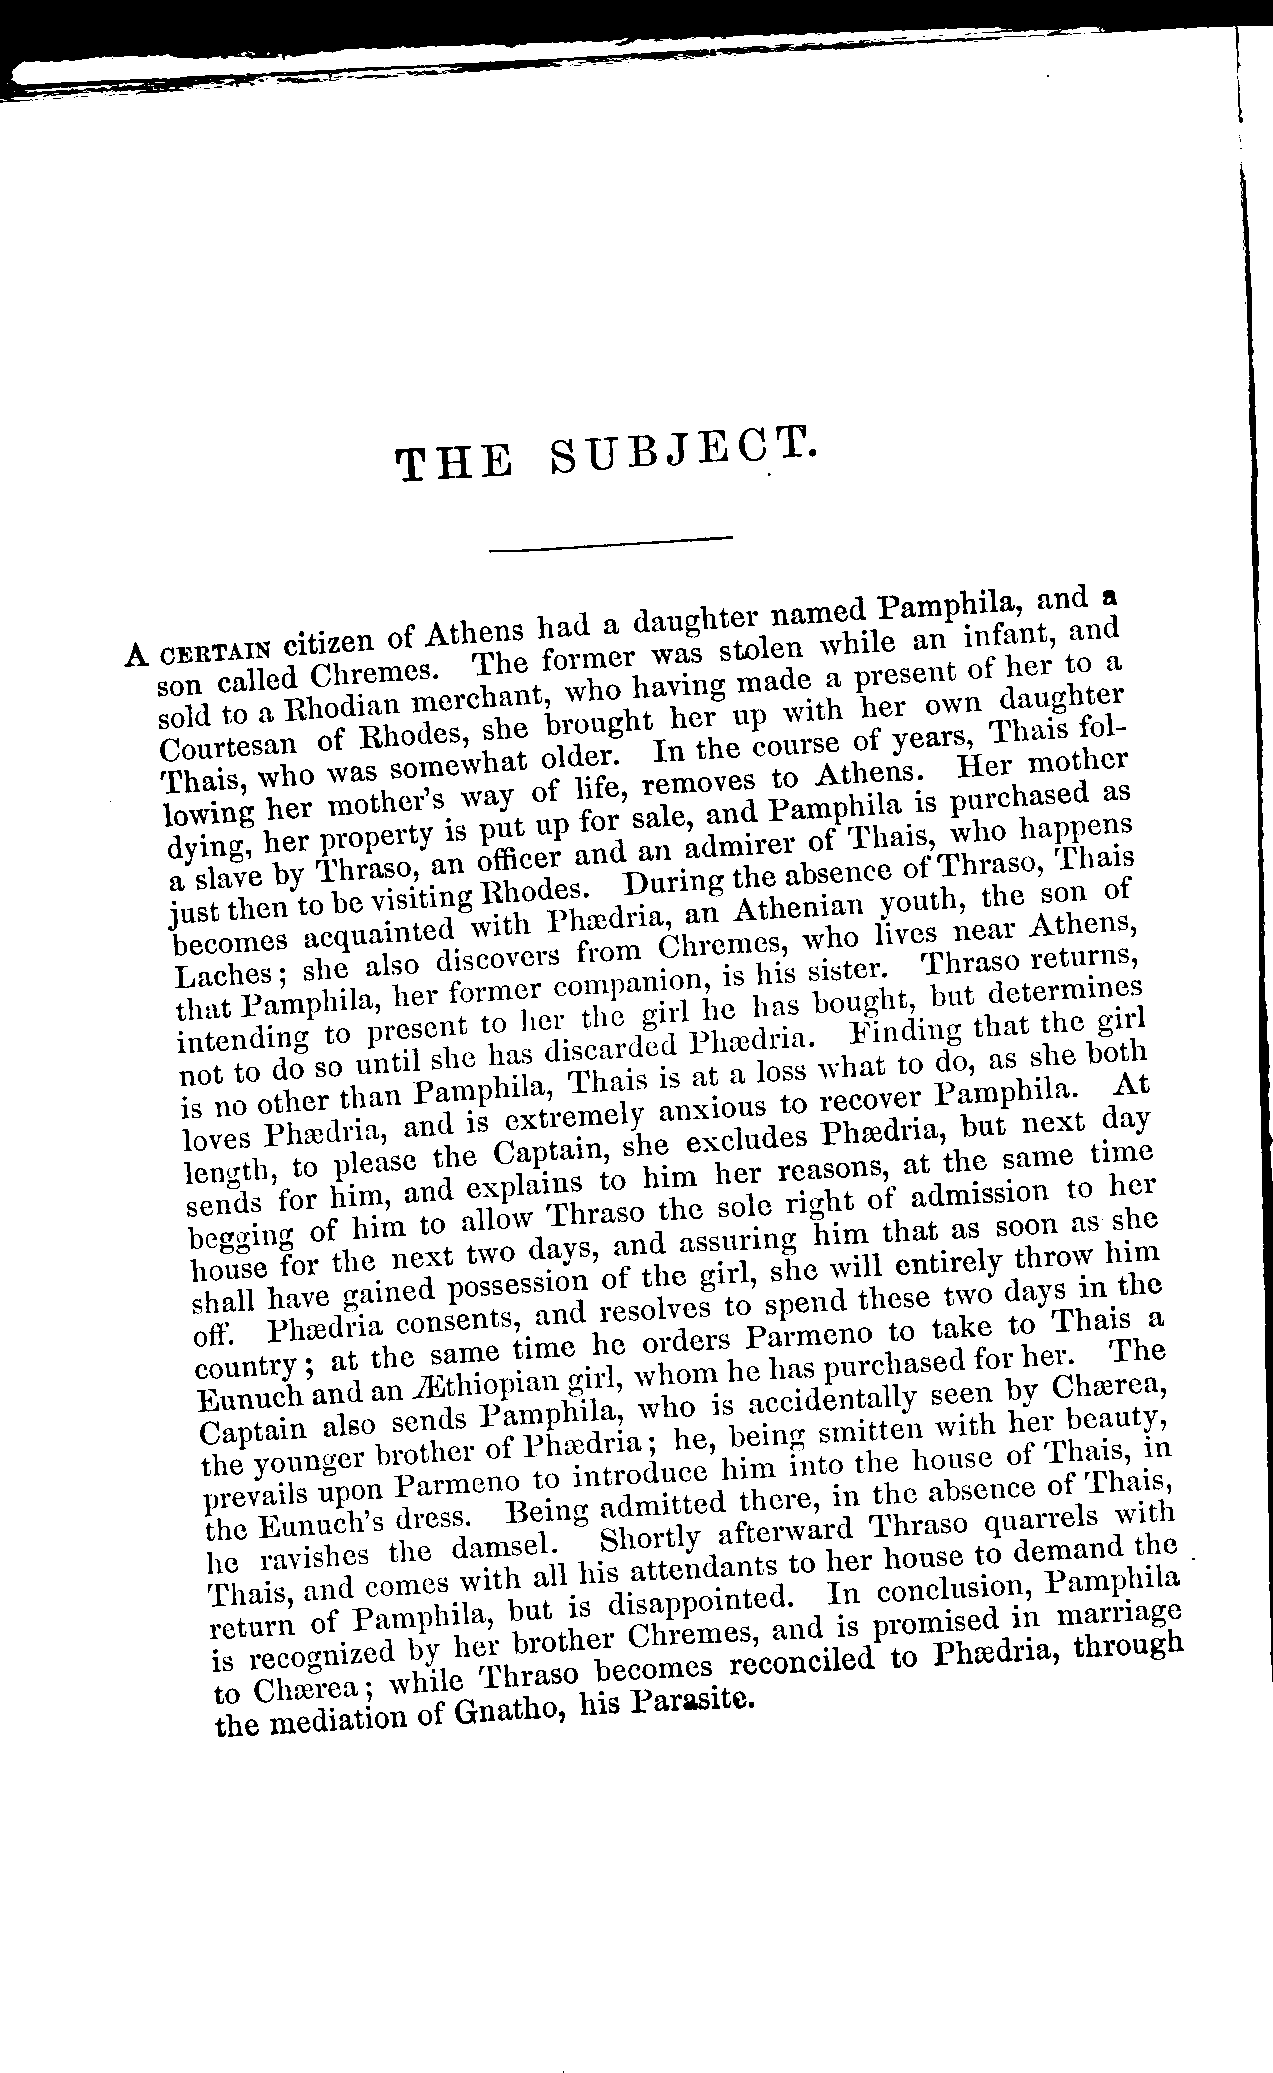 THE SUBJECT.
A CERTAIN citizen of Athens had a daughter named Pamphila, and a
son called Chremes. The former was stolen while an infant, and
sold to a Rhodian merchant, who having made a present of her to a
Courtesan of Rhodes, she brought her up with her own daughter
Thais, who was somewhat older. In the course of years, Thais fol-
lowing her mother's way of life, removes to Athens. Her mother
dying, her property is put up for sale, and Pamphila is purchased as
a slave by Thraso, an officer and an admirer of Thais, who happens
just then to be visiting Rhodes. During the absence of Thraso, Thais
becomes acquainted with Phædria, an Athenian youth, the son of
Laches; she also discovers from Chremes, who lives near Athens,
that Pamphila, her former companion, is his sister. Thraso returns,
intending to present to her the girl he has bought, but determines
not to do so until she has discarded Phædria. Finding that the girl
is no other than Pamphila, Thais is at a loss what to do, as she both
loves Phædria, and is extremely anxious to recover Pamphila. At
length, to please the Captain, she excludes Phædria, but next day
sends for him, and explains to him her reasons, at the same time
begging of him to allow Thraso the sole right of admission to her
house for the next two days, and assuring him that as soon as she
shall have gained possession of the girl, she will entirely throw him
off. Phædria consents, and resolves to spend these two days in the
country; at the same time he orders Parmeno to take to Thais a
Eunuch and an Æthiopian girl, whom he has purchased for her. The
Captain also sends Pamphila, who is accidentally seen by Chærea,
the younger brother of Phædria; he, being smitten with her beauty,
prevails upon Parmeno to introduce him into the house of Thais, in
the Eunuch's dress. Being admitted there, in the absence of Thais,
he ravishes the damsel. Shortly afterward Thraso quarrels with
Thais, and comes with all his attendants to her house to demand the
return of Pamphila, but is disappointed. In conclusion, Pamphila
is recognized by her brother Chremes, and is promised in marriage
to Chærea; while Thraso becomes reconciled to Phædria, through
the mediation of Gnatho, his Parasite.